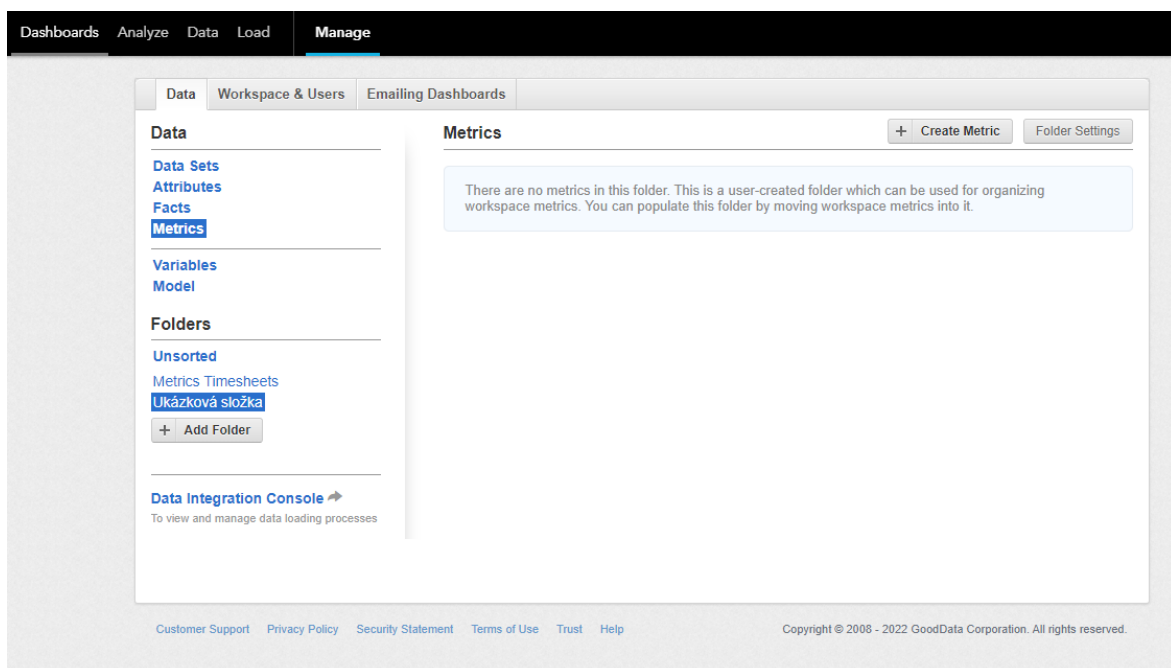 Dashboards Analyze Data Load Manage
Data Workspace & Users Emailing Dashboards
Data
Data Sets
Attributes
Facts
Metrics
Variables
Model
Folders
Unsorted
Metrics Timesheets
Ukázková složka
+ Add Folder
Data Integration Console
To view and manage data loading processes
Metrics
+ Create Metric
Folder Settings
There are no metrics in this folder. This is a user-created folder which can be used for organizing
workspace metrics. You can populate this folder by moving workspace metrics into it.
Customer Support Privacy Policy Security Statement Terms of Use Trust Help
Copyright © 2008 - 2022 GoodData Corporation. All rights reserved.